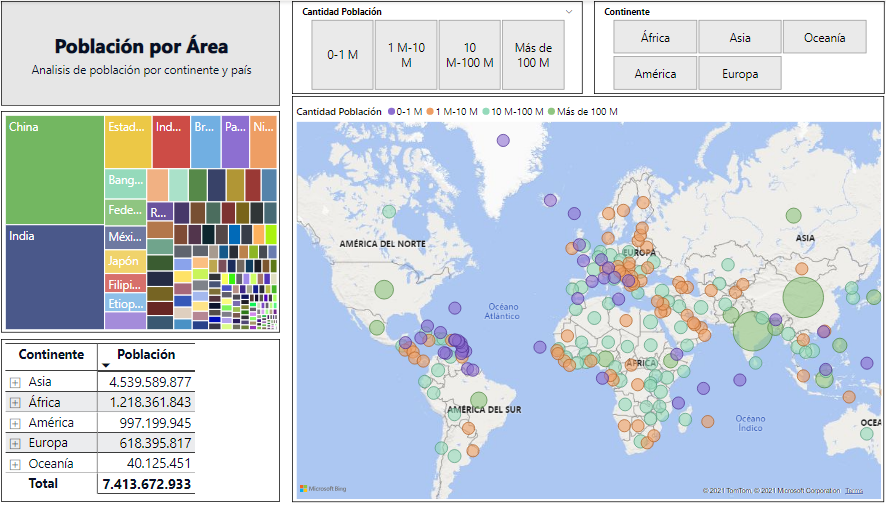 Población por Área
Analisis de población por continente y país
Cantidad Población
0-1 M
1 M-10
M
10
M-100 M
Más de
100 M
Continente
África
Asia
Oceanía
América
Europa
China
Estad...
Ind...
Br...
Pa...
Ni...
Bang...
Fede...
R...
India
Méxi...
Japón
Filipi...
Etiop...
Continente Población
Asia 4.539.589.877
África 1.218.361.843
América 997.199.945
Europa 618.395.817
Oceanía 40.125.451
Total 7.413.672.933
Cantidad Población 0-1 M 1 M-10 M 10 M-100 M Más de 100 M
AMÉRICA DEL NORTE
EUROPA
ASIA
Océano
Atlántico
ÁFRICA
AMÉRICA DEL SUR
Océano
Índico
OCEA
Microsoft Bing
© 2021 TomTom, © 2021 Microsoft Corporation Terms